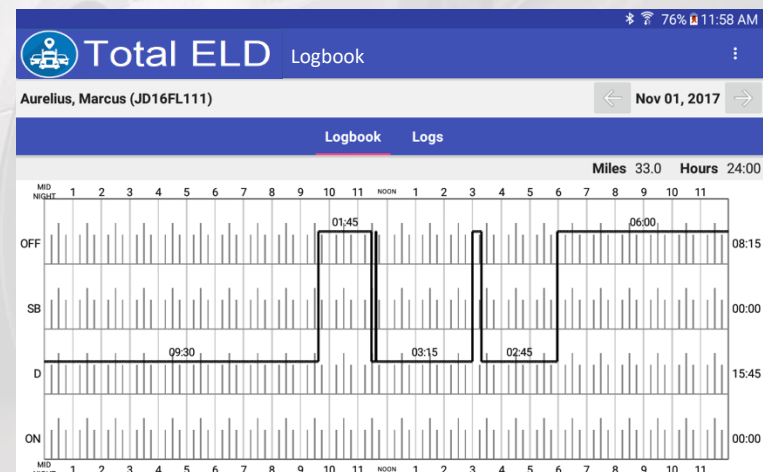 76% 11:58 AM
Total ELD Logbook
Aurelius, Marcus (JD16FL111) Nov 01, 2017
Logbook Logs
Miles 33.0 Hours 24:00
MID NIGHT 1 2 3 4 5 6 7 8 9 10 11 NOON 1 2 3 4 5 6 7 8 9 10 11
01:45 06:00
OFF 08:15
SB 00:00
09:30 03:15 02:45
D 15:45
ON 00:00
MID NIGHT 1 2 3 4 5 6 7 8 9 10 11 NOON 1 2 3 4 5 6 7 8 9 10 11